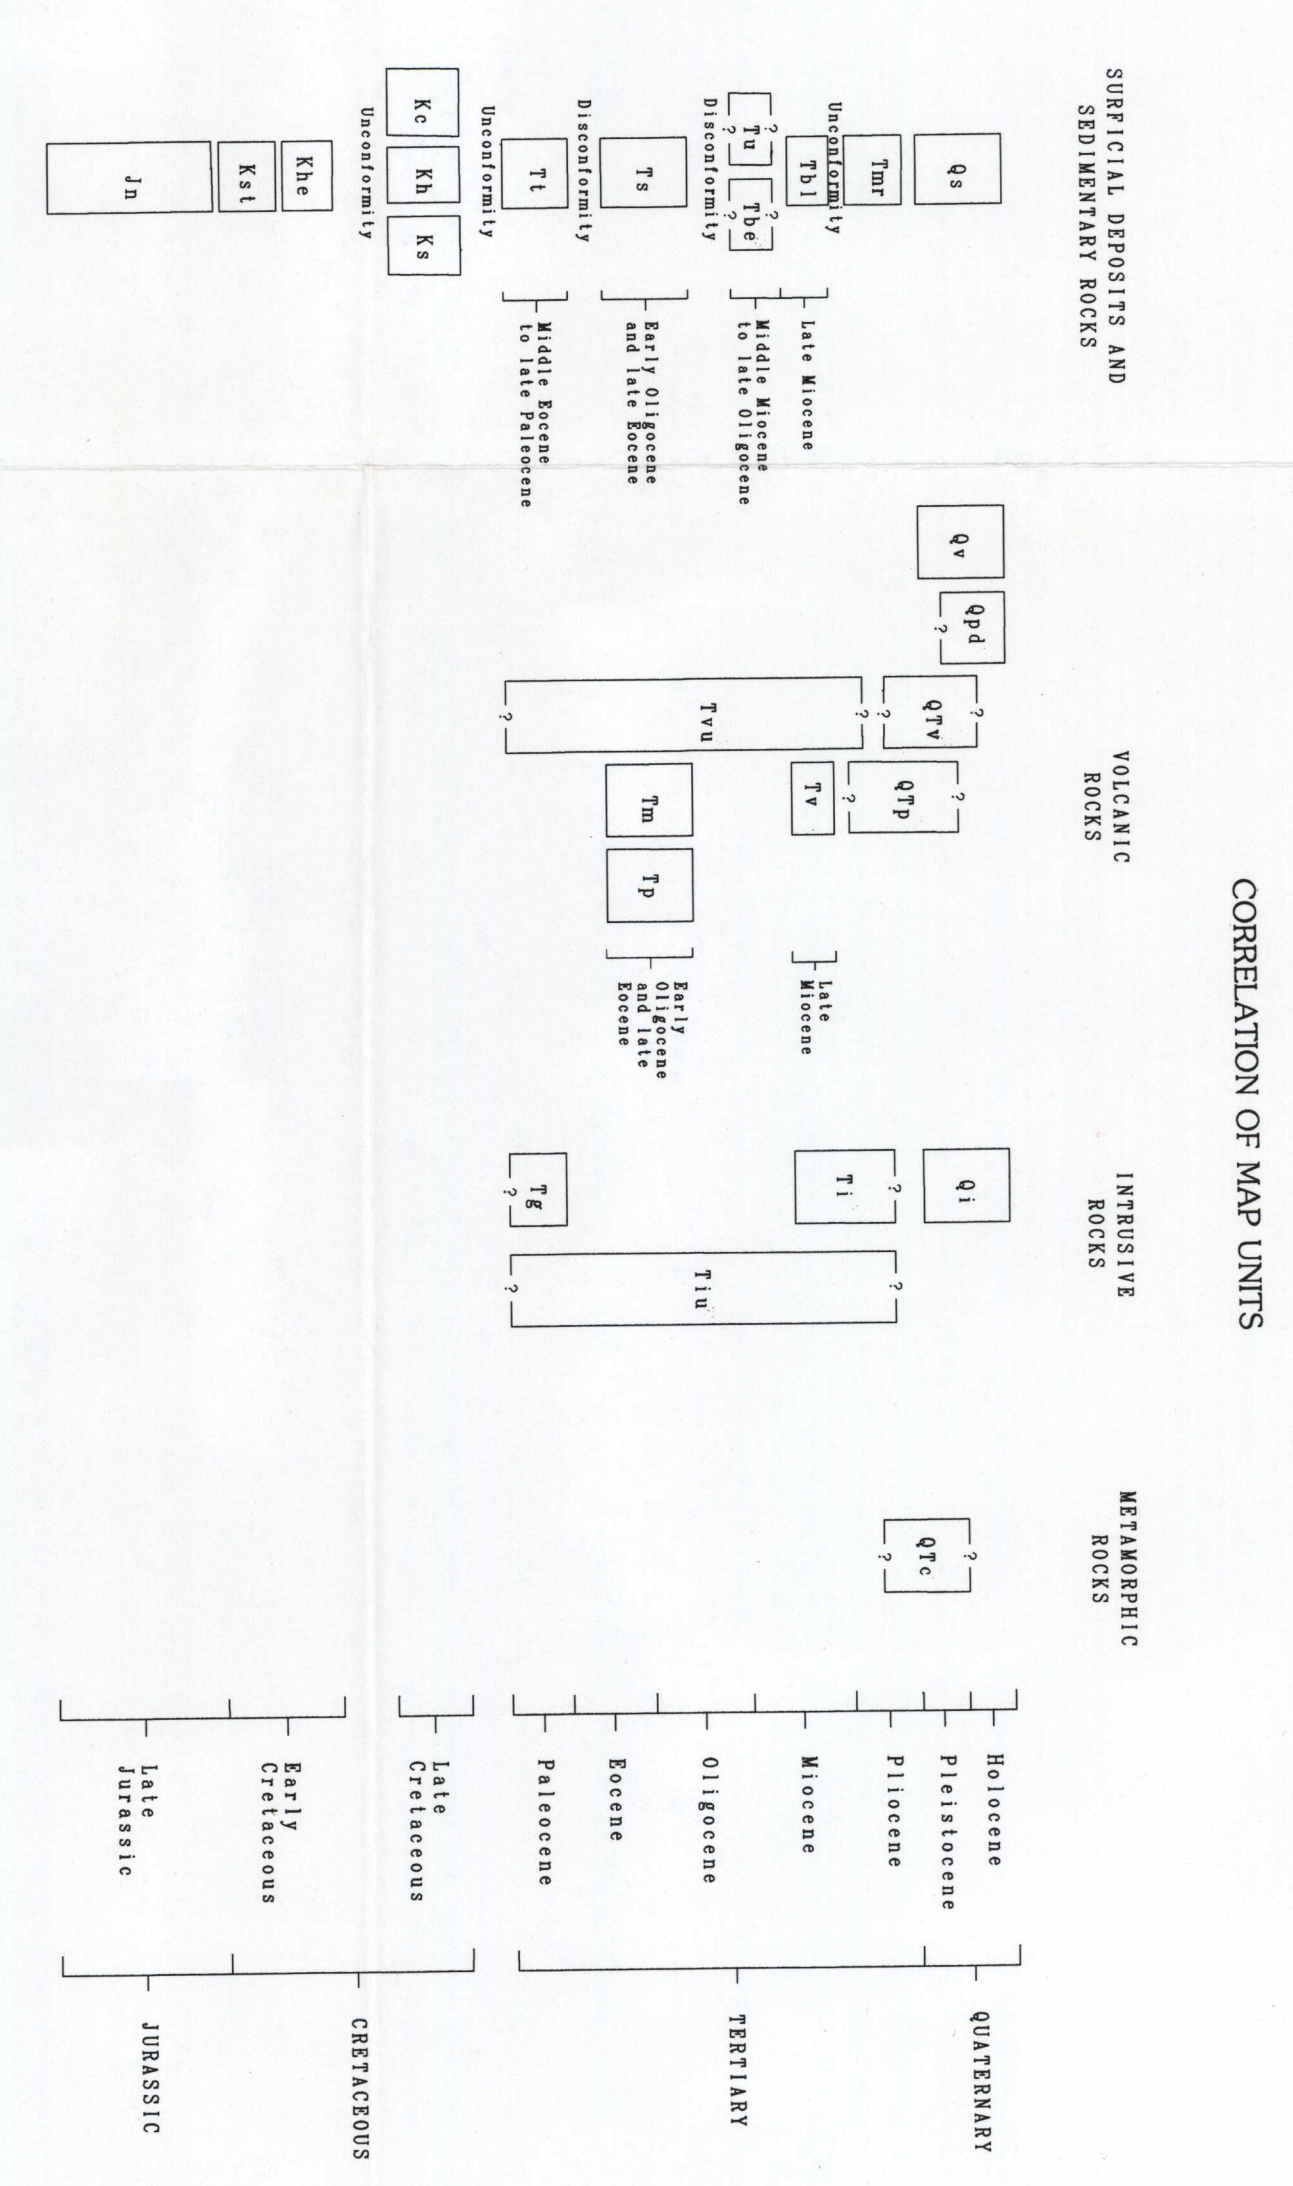 CORRELATION OF MAP UNITS
SURFICIAL DEPOSITS AND
SEDIMENTARY ROCKS
VOLCANIC
ROCKS
INTRUSIVE
ROCKS
METAMORPHIC
ROCKS
Qs
Tmr
Unconformity
Tbl
? Tu ?
? Tbe ?
Disconformity
Ts
Disconformity
Tt
Unconformity
Kc
Kh
Ks
Unconformity
Khe
Kst
Jn
Late Miocene
Middle Miocene
to late Oligocene
Early Oligocene
and late Eocene
Middle Eocene
to late Paleocene
Qv
Qpd
?
?
QTv
?
?
Tvu
?
?
QTp
?
Tv
Tm
Tp
Late
Miocene
Early
Oligocene
and late
Eocene
Qi
?
Ti
Tg
?
?
Tiu
?
?
QTc
?
Holocene
Pleistocene
Pliocene
Miocene
Oligocene
Eocene
Paleocene
Late
Cretaceous
Early
Cretaceous
Late
Jurassic
QUATERNARY
TERTIARY
CRETACEOUS
JURASSIC